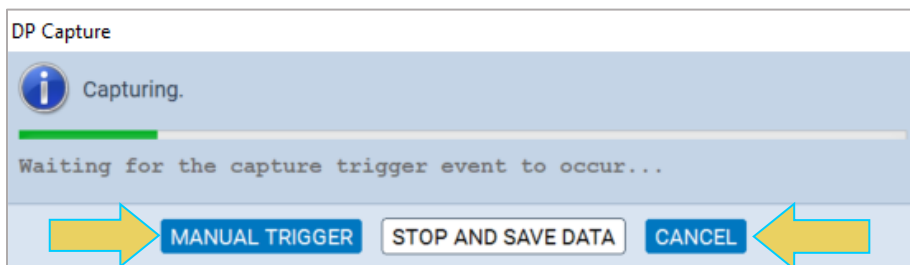 DP Capture
Capturing.
Waiting for the capture trigger event to occur...
MANUAL TRIGGER STOP AND SAVE DATA CANCEL